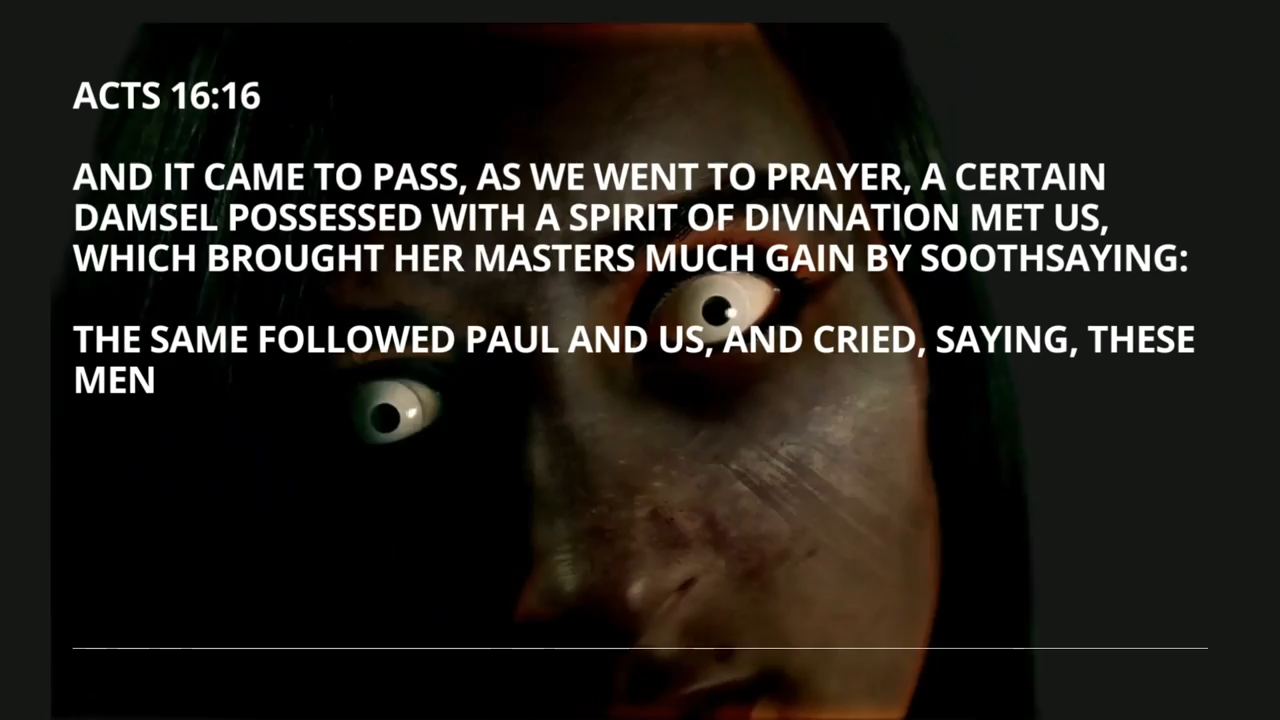 ACTS 16:16
AND IT CAME TO PASS, AS WE WENT TO PRAYER, A CERTAIN
DAMSEL POSSESSED WITH A SPIRIT OF DIVINATION MET US,
WHICH BROUGHT HER MASTERS MUCH GAIN BY SOOTHSAYING:
THE SAME FOLLOWED PAUL AND US, AND CRIED, SAYING, THESE
MEN